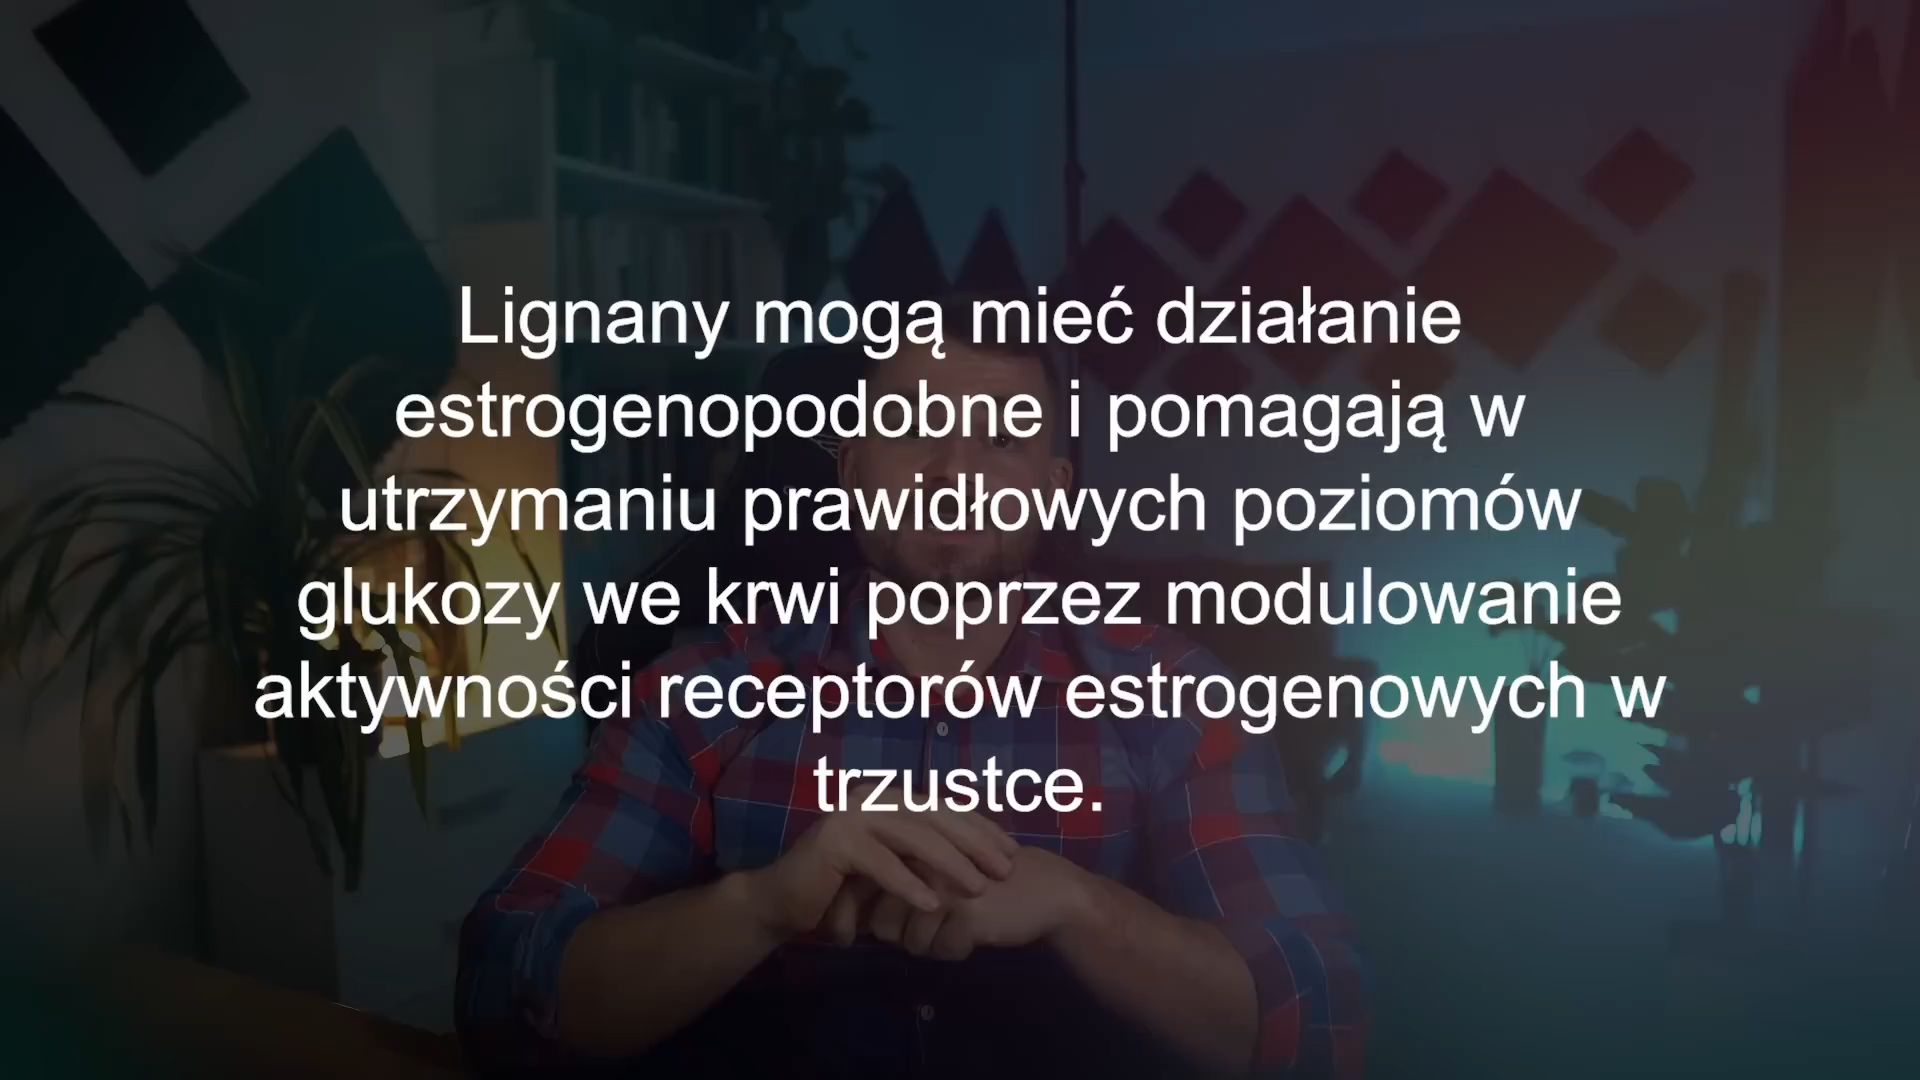 Lignany mogą mieć działanie
estrogenopodobne i pomagają w
utrzymaniu prawidłowych poziomów
glukozy we krwi poprzez modulowanie
aktywności receptorów estrogenowych w
trzustce.